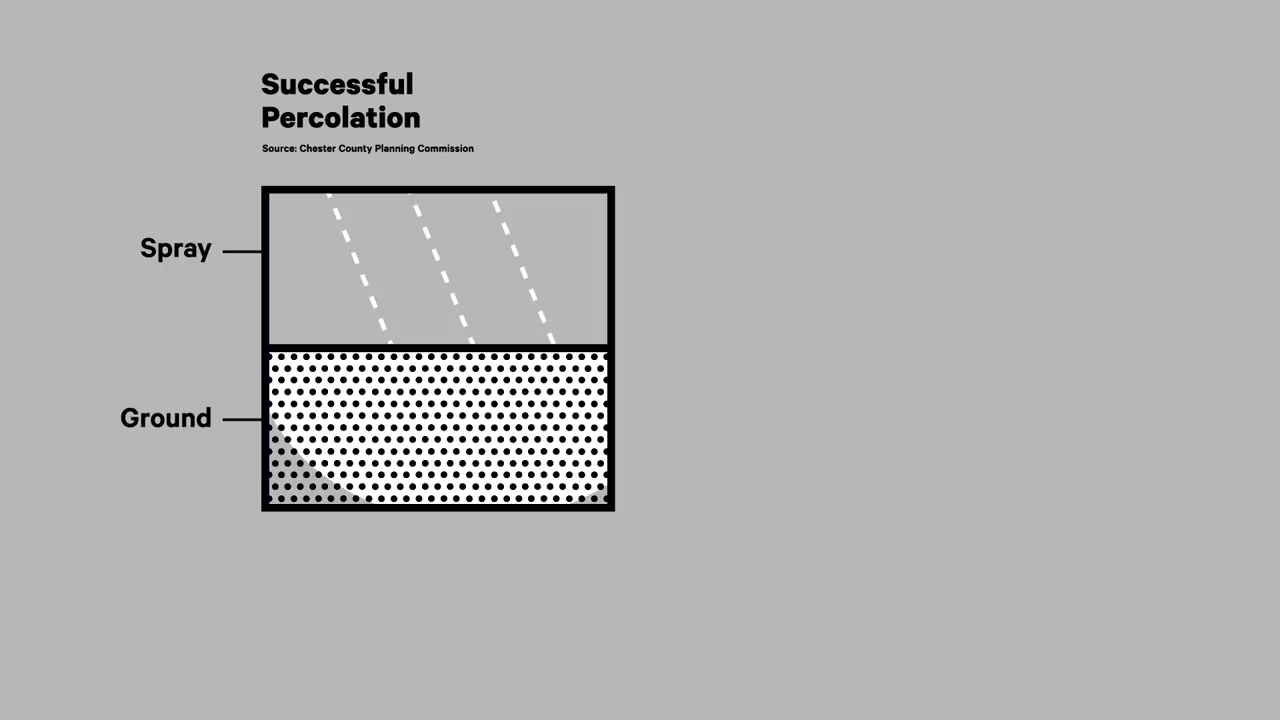 Successful
Percolation
Source: Chester County Planning Commission
Spray
Ground